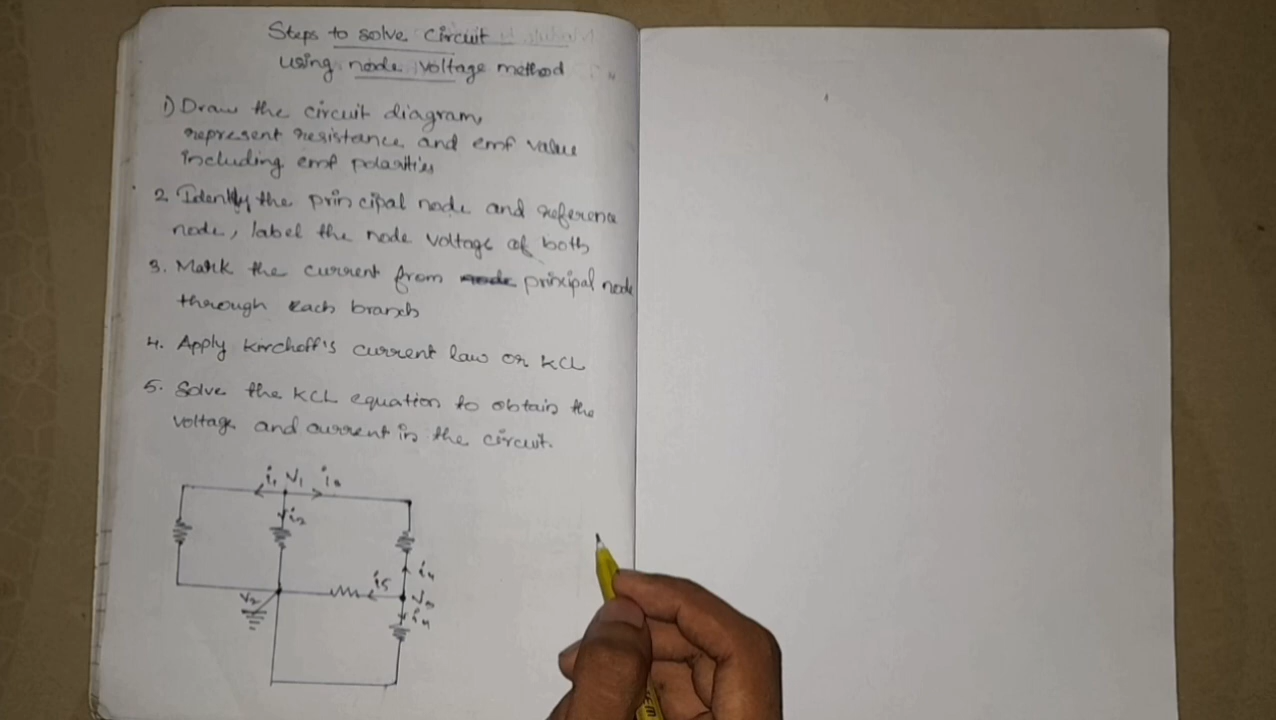 Steps to solve circuit
using node voltage method
1) Draw the circuit diagram,
represent resistance and emf value
including emf polarities
2. Identify the principal node and reference
node, label the node voltage of both
3. Mark the current from principal node
through each branch
4. Apply Kirchoff's current law or KCL
5. Solve the KCL equation to obtain the
voltage and current in the circuit.
i₁ V₁ i₃
i₂
i₄
i₅
V₂ V₃
i₄